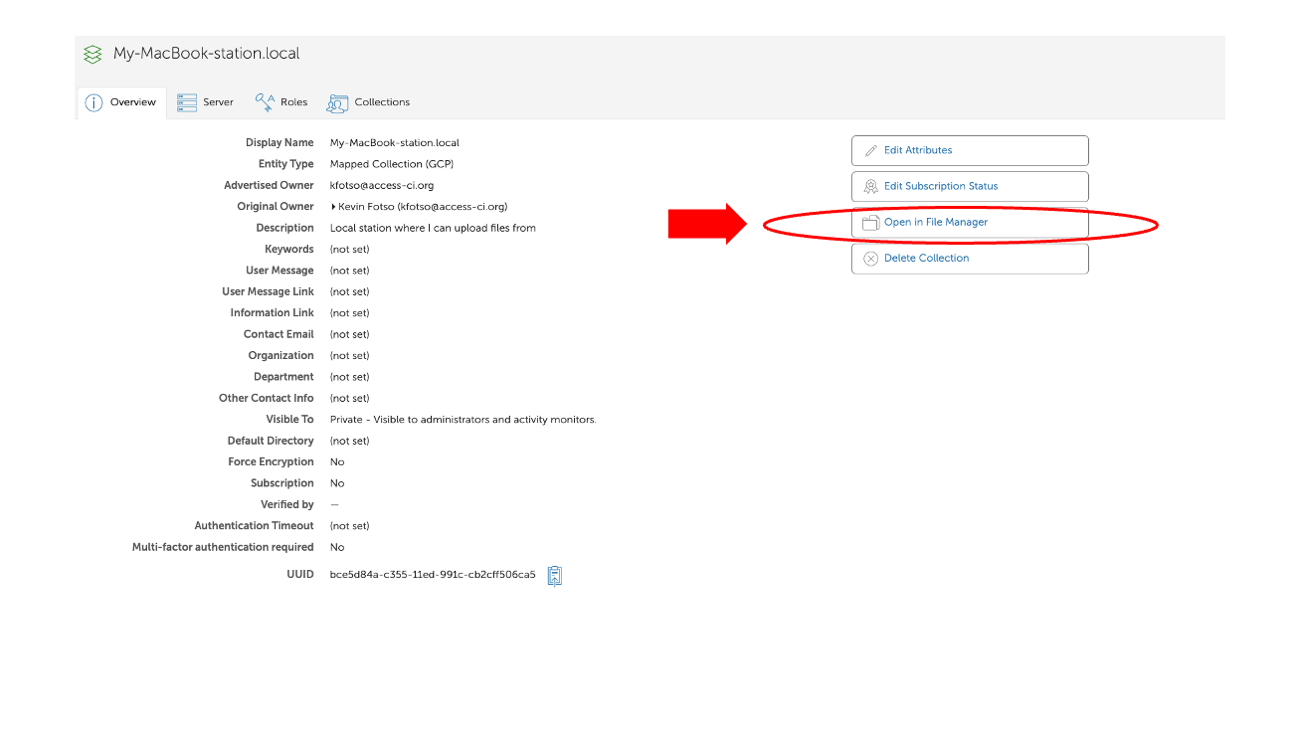 My-MacBook-station.local
Overview Server Roles Collections
Display Name My-MacBook-station.local
Entity Type Mapped Collection (GCP)
Advertised Owner kfotso@access-ci.org
Original Owner Kevin Fotso (kfotso@access-ci.org)
Description Local station where I can upload files from
Keywords (not set)
User Message (not set)
User Message Link (not set)
Information Link (not set)
Contact Email (not set)
Organization (not set)
Department (not set)
Other Contact Info (not set)
Visible To Private - Visible to administrators and activity monitors.
Default Directory (not set)
Force Encryption No
Subscription No
Verified by —
Authentication Timeout (not set)
Multi-factor authentication required No
UUID bce5d84a-c355-11ed-991c-cb2cff506ca5
Edit Attributes
Edit Subscription Status
Open in File Manager
Delete Collection